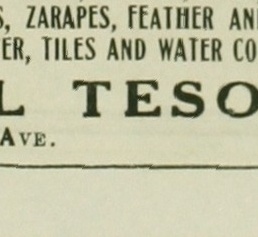 S, ZARAPES, FEATHER AN
ER, TILES AND WATER CO
L TESO
AVE.